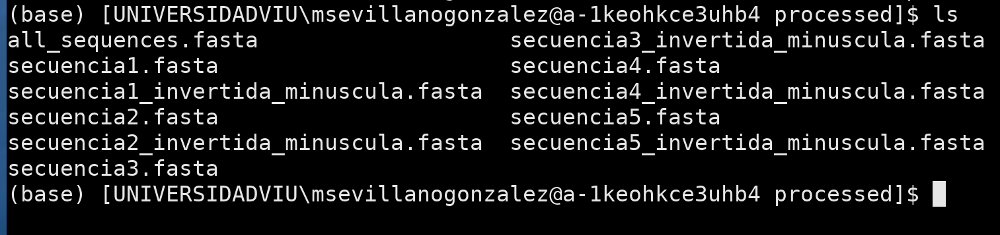 (base) [UNIVERSIDADVIU\msevillanogonzalez@a-1keohkce3uhb4 processed]$ ls
all_sequences.fasta                    secuencia3_invertida_minuscula.fasta
secuencia1.fasta                       secuencia4.fasta
secuencia1_invertida_minuscula.fasta   secuencia4_invertida_minuscula.fasta
secuencia2.fasta                       secuencia5.fasta
secuencia2_invertida_minuscula.fasta   secuencia5_invertida_minuscula.fasta
secuencia3.fasta
(base) [UNIVERSIDADVIU\msevillanogonzalez@a-1keohkce3uhb4 processed]$